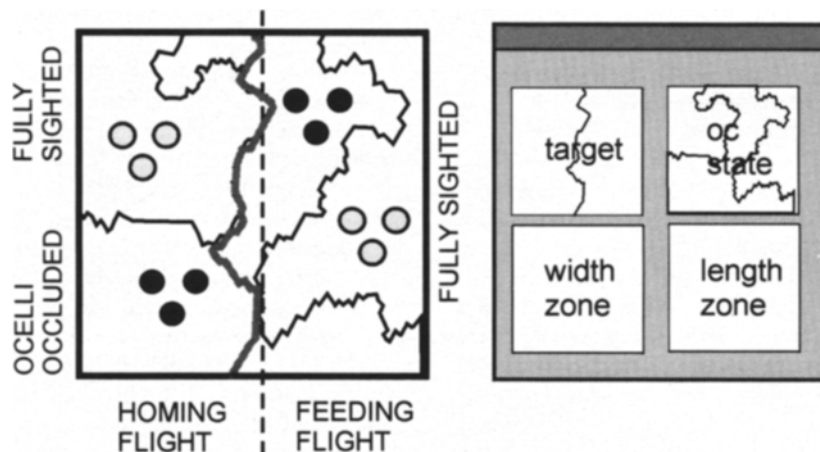 FULLY
SIGHTED
OCELLI
OCCLUDED
HOMING
FLIGHT
FEEDING
FLIGHT
FULLY SIGHTED
target
oc
state
width
zone
length
zone